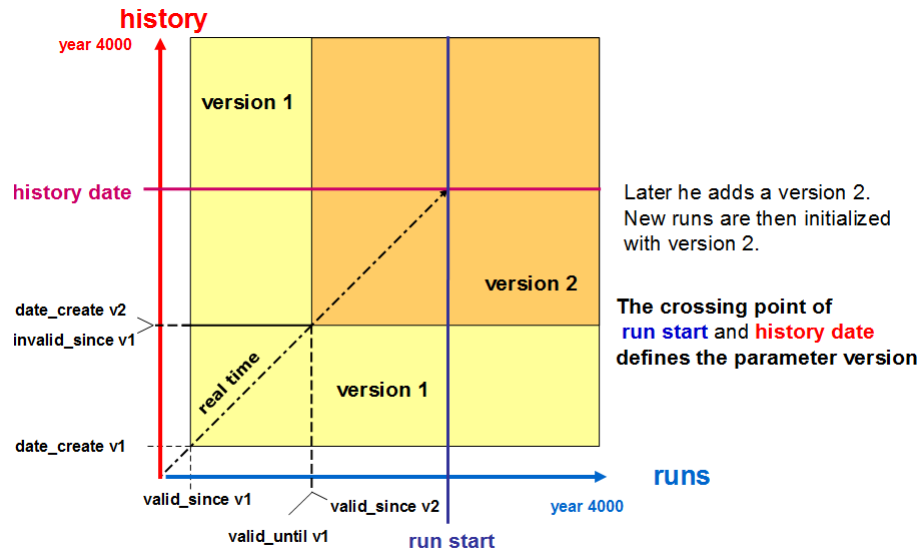 history
year 4000
version 1
history date
Later he adds a version 2.
New runs are then initialized
with version 2.
version 2
date_create v2
invalid_since v1
The crossing point of
run start and history date
defines the parameter version
real time
version 1
date_create v1
runs
valid_since v1
valid_since v2
year 4000
valid_until v1
run start